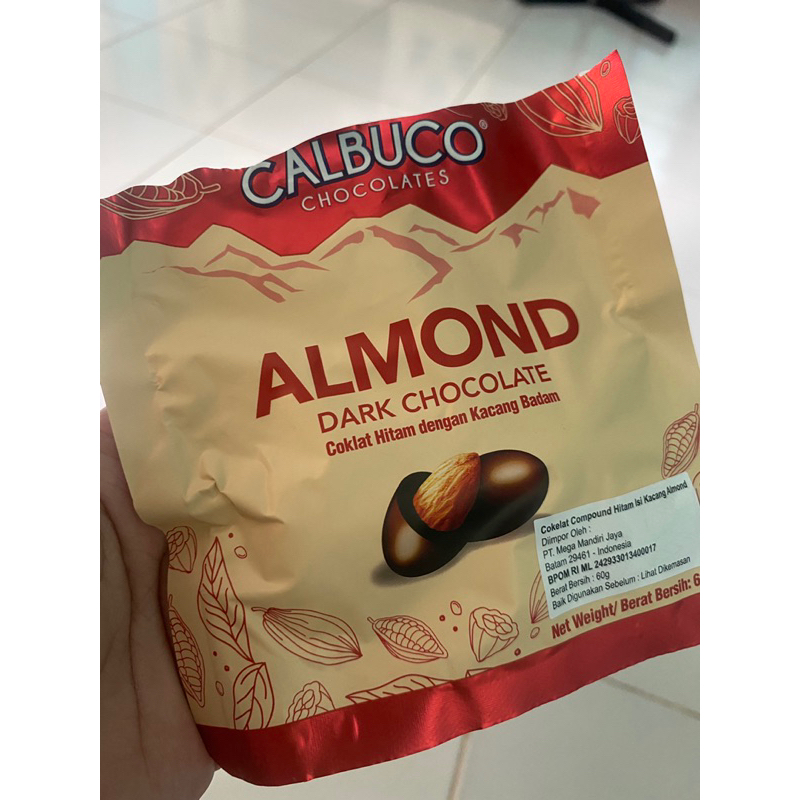 CALBUCO®
CHOCOLATES
ALMOND
DARK CHOCOLATE
Coklat Hitam dengan Kacang Badam
Cokelat Compound Hitam Isi Kacang Almond
Diimpor Oleh :
PT. Mega Mandiri Jaya
Batam 29461 - Indonesia
BPOM RI ML 242933013400017
Berat Bersih : 60g
Baik Digunakan Sebelum : Lihat Dikemasan
Net Weight/ Berat Bersih: 6